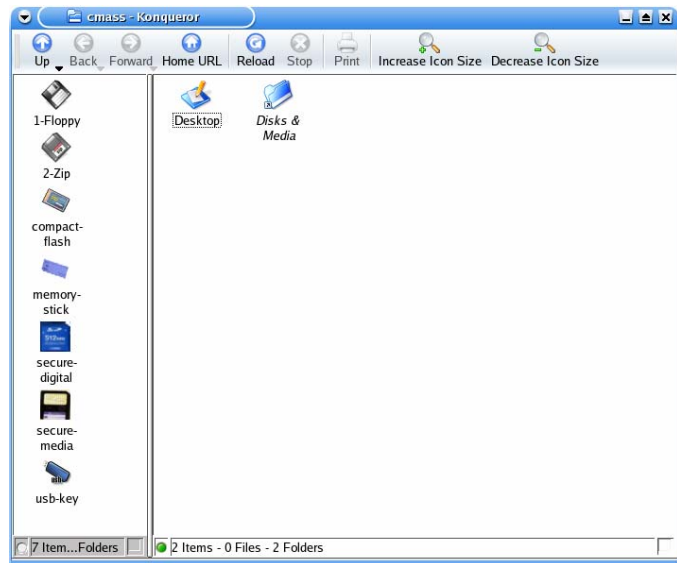 cmass - Konqueror
Up Back Forward Home URL Reload Stop Print Increase Icon Size Decrease Icon Size
1-Floppy
2-Zip
compact-
flash
memory-
stick
512MB
secure-
digital
secure-
media
usb-key
Desktop
Disks &
Media
7 Item...Folders
2 Items - 0 Files - 2 Folders